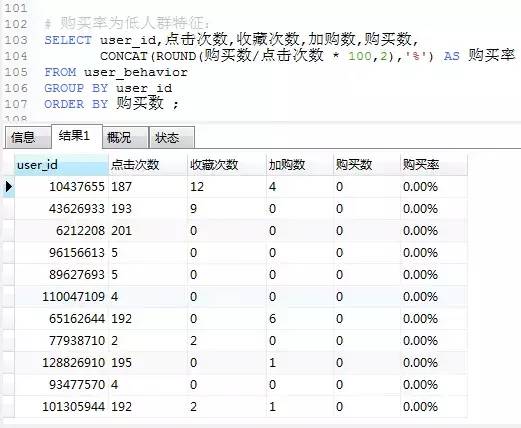 101
102 # 购买率为低人群特征：
103 SELECT user_id,点击次数,收藏次数,加购数,购买数,
104 CONCAT(ROUND(购买数/点击次数 * 100,2),'%') AS 购买率
105 FROM user_behavior
106 GROUP BY user_id
107 ORDER BY 购买数 ;
信息 结果1 概况 状态
user_id 点击次数 收藏次数 加购数 购买数 购买率
10437655 187 12 4 0 0.00%
43626933 193 9 0 0 0.00%
6212208 201 0 0 0 0.00%
96156613 5 0 0 0 0.00%
89627693 5 0 0 0 0.00%
110047109 4 0 0 0 0.00%
65162644 192 0 6 0 0.00%
77938710 2 2 0 0 0.00%
128826910 195 0 1 0 0.00%
93477570 4 0 0 0 0.00%
101305944 192 2 1 0 0.00%